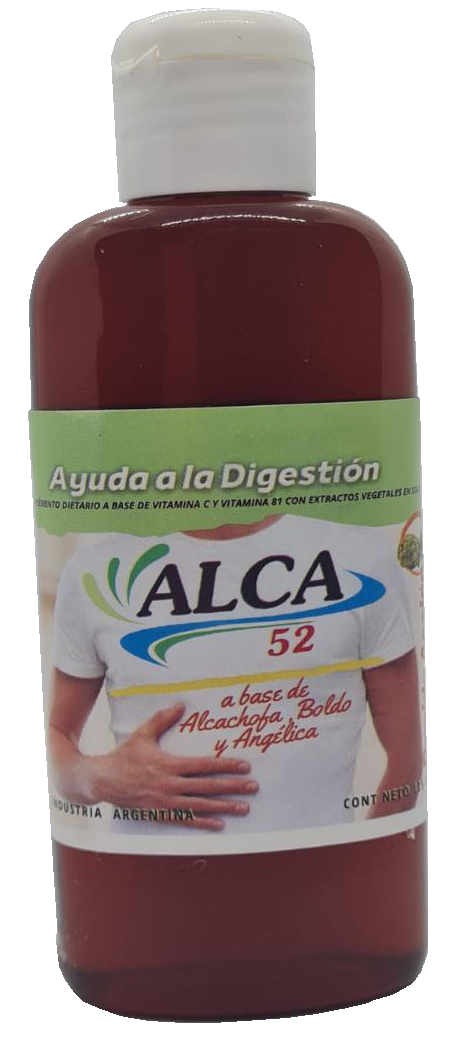 Ayuda a la Digestión
DIETARIO A BASE DE VITAMINA C Y VITAMINA B1 CON EXTRACTOS VEGETALES EN
ALCA
52
a base de
Alcachofa, Boldo
y Angélica
INDUSTRIA ARGENTINA
CONT NETO